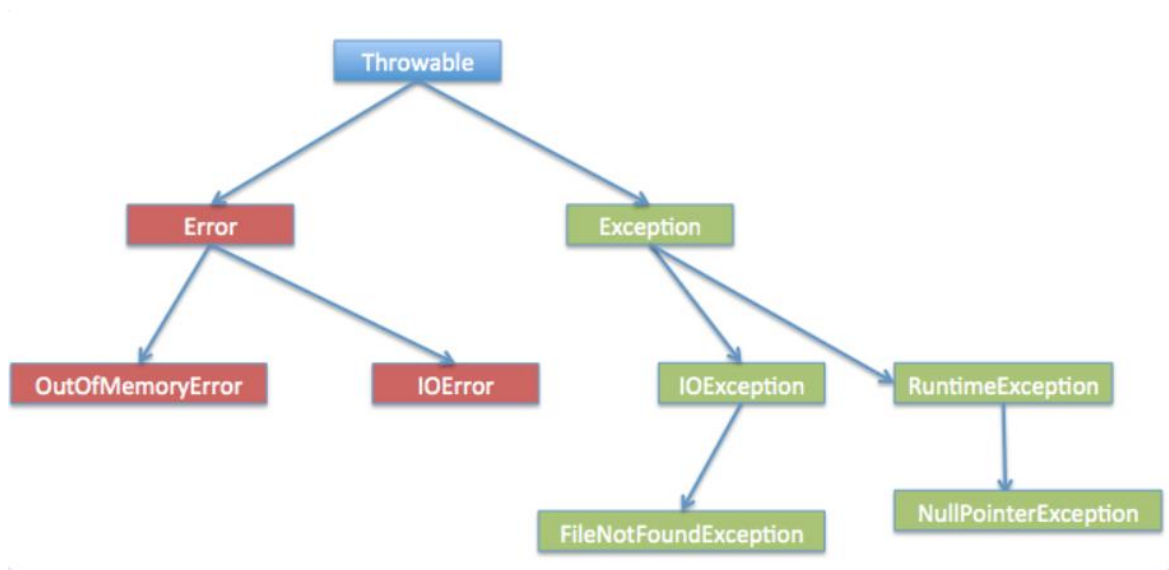 Throwable
Error
Exception
OutOfMemoryError
IOError
IOException
RuntimeException
FileNotFoundException
NullPointerException